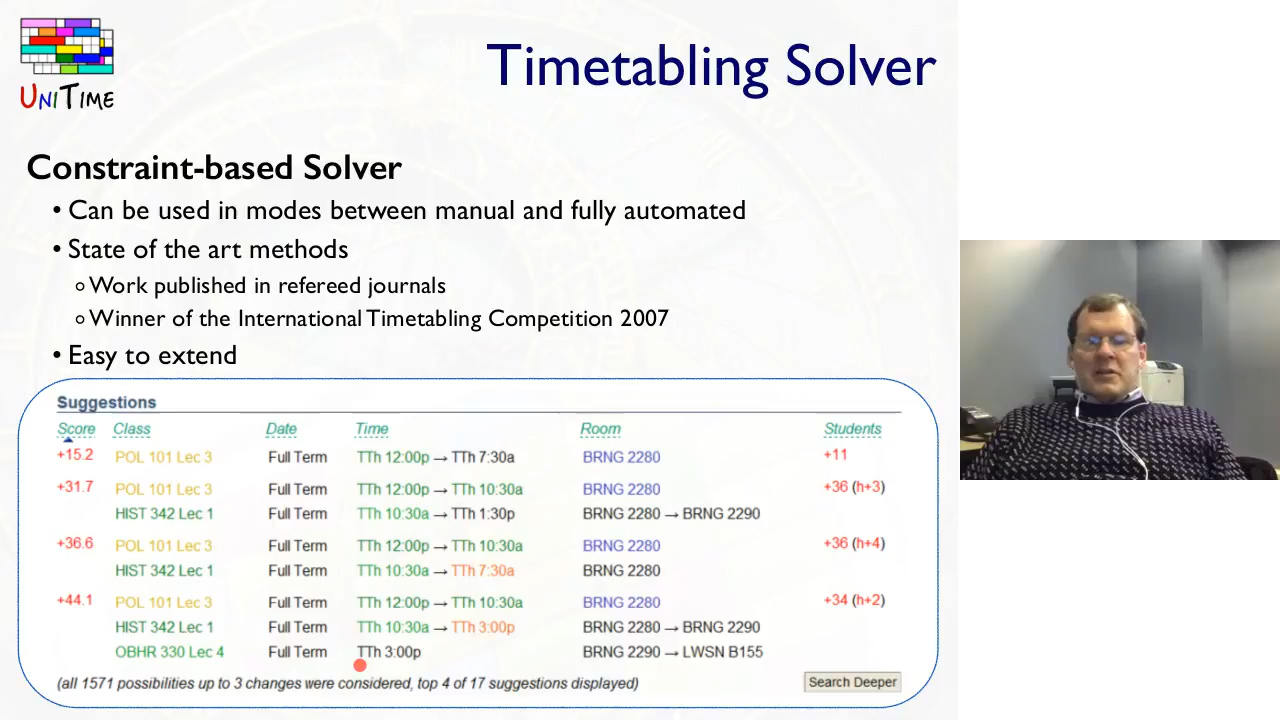 UNITIME
Timetabling Solver
Constraint-based Solver
• Can be used in modes between manual and fully automated
• State of the art methods
○ Work published in refereed journals
○ Winner of the International Timetabling Competition 2007
• Easy to extend
Suggestions
Score Class Date Time Room Students
+15.2 POL 101 Lec 3 Full Term TTh 12:00p → TTh 7:30a BRNG 2280 +11
+31.7 POL 101 Lec 3 Full Term TTh 12:00p → TTh 10:30a BRNG 2280 +36 (h+3)
HIST 342 Lec 1 Full Term TTh 10:30a → TTh 1:30p BRNG 2280 → BRNG 2290
+36.6 POL 101 Lec 3 Full Term TTh 12:00p → TTh 10:30a BRNG 2280 +36 (h+4)
HIST 342 Lec 1 Full Term TTh 10:30a → TTh 7:30a BRNG 2280
+44.1 POL 101 Lec 3 Full Term TTh 12:00p → TTh 10:30a BRNG 2280 +34 (h+2)
HIST 342 Lec 1 Full Term TTh 10:30a → TTh 3:00p BRNG 2280 → BRNG 2290
OBHR 330 Lec 4 Full Term TTh 3:00p BRNG 2290 → LWSN B155
(all 1571 possibilities up to 3 changes were considered, top 4 of 17 suggestions displayed) Search Deeper